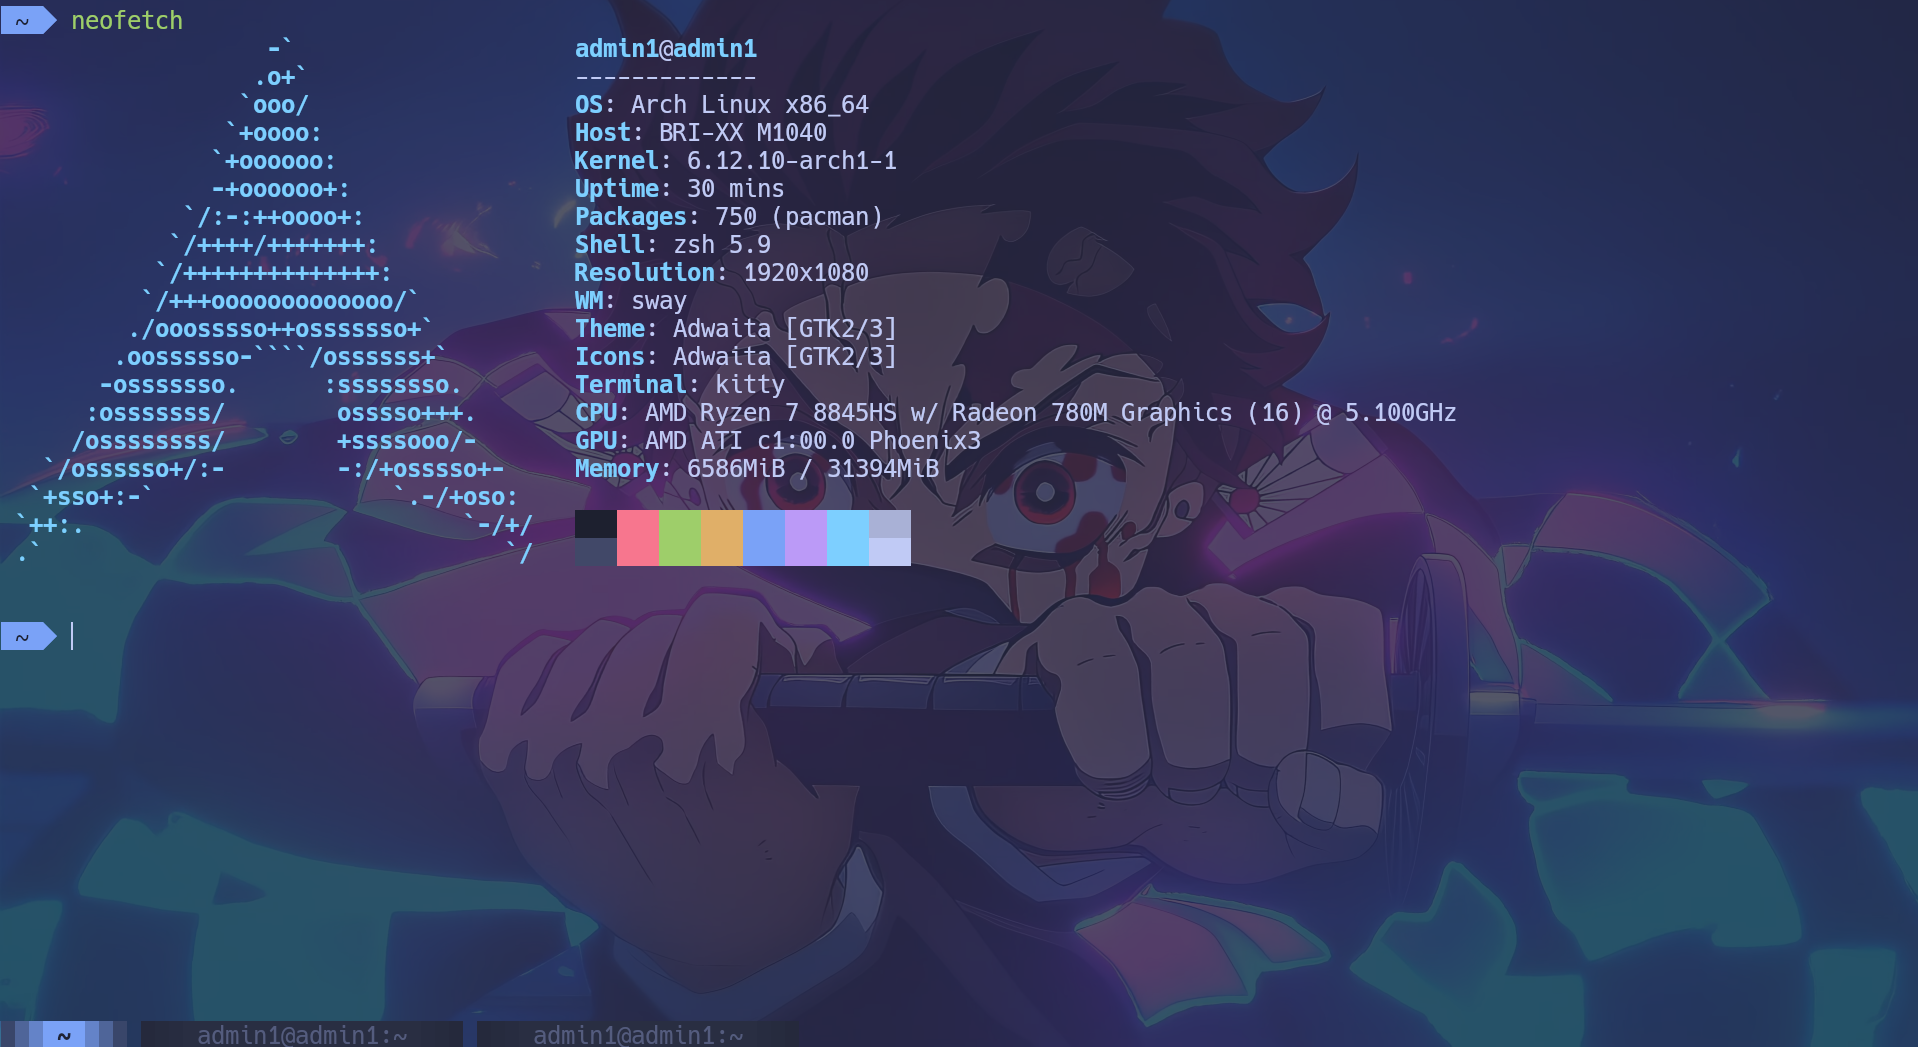 ~ neofetch
-` admin1@admin1
.o+` -------------
`ooo/ OS: Arch Linux x86_64
`+oooo: Host: BRI-XX M1040
`+oooooo: Kernel: 6.12.10-arch1-1
-+oooooo+: Uptime: 30 mins
`/:-:++oooo+: Packages: 750 (pacman)
`/++++/+++++++: Shell: zsh 5.9
`/++++++++++++++: Resolution: 1920x1080
`/+++ooooooooooooo/` WM: sway
./ooosssso++osssssso+` Theme: Adwaita [GTK2/3]
.oossssso-````/ossssss+` Icons: Adwaita [GTK2/3]
-osssssso. :ssssssso. Terminal: kitty
:osssssss/ osssso+++. CPU: AMD Ryzen 7 8845HS w/ Radeon 780M Graphics (16) @ 5.100GHz
/ossssssss/ +ssssooo/- GPU: AMD ATI c1:00.0 Phoenix3
`/ossssso+/:- -:/+osssso+- Memory: 6586MiB / 31394MiB
`+sso+:-` `.-/+oso:
`++:. `-/+/
.` `/
~
~ admin1@admin1:~ admin1@admin1:~